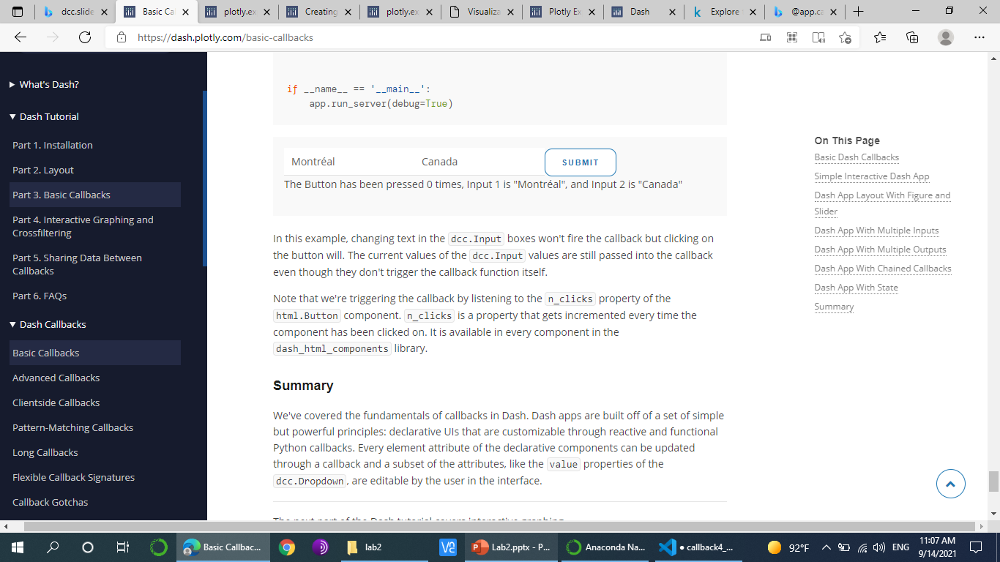 dcc.slide
Basic Cal
plotly.ex
Creating
plotly.ex
Visualiza
Plotly Ex
Dash
Explore
@app.ca
https://dash.plotly.com/basic-callbacks
What's Dash?
Dash Tutorial
Part 1. Installation
Part 2. Layout
Part 3. Basic Callbacks
Part 4. Interactive Graphing and
Crossfiltering
Part 5. Sharing Data Between
Callbacks
Part 6. FAQs
Dash Callbacks
Basic Callbacks
Advanced Callbacks
Clientside Callbacks
Pattern-Matching Callbacks
Long Callbacks
Flexible Callback Signatures
Callback Gotchas
if __name__ == '__main__':
app.run_server(debug=True)
Montréal Canada SUBMIT
The Button has been pressed 0 times, Input 1 is "Montréal", and Input 2 is "Canada"
In this example, changing text in the dcc.Input boxes won't fire the callback but clicking on
the button will. The current values of the dcc.Input values are still passed into the callback
even though they don't trigger the callback function itself.
Note that we're triggering the callback by listening to the n_clicks property of the
html.Button component. n_clicks is a property that gets incremented every time the
component has been clicked on. It is available in every component in the
dash_html_components library.
Summary
We've covered the fundamentals of callbacks in Dash. Dash apps are built off of a set of simple
but powerful principles: declarative UIs that are customizable through reactive and functional
Python callbacks. Every element attribute of the declarative components can be updated
through a callback and a subset of the attributes, like the value properties of the
dcc.Dropdown, are editable by the user in the interface.
The next part of the Dash tutorial covers interactive graphing.
On This Page
Basic Dash Callbacks
Simple Interactive Dash App
Dash App Layout With Figure and
Slider
Dash App With Multiple Inputs
Dash App With Multiple Outputs
Dash App With Chained Callbacks
Dash App With State
Summary
Basic Callbac...
lab2
Lab2.pptx - P...
Anaconda Na...
● callback4_...
92°F
ENG
11:07 AM
9/14/2021